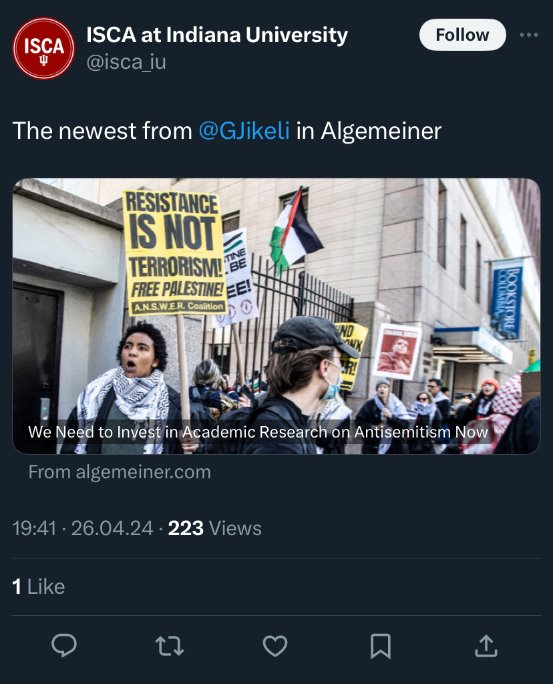 ISCA
ISCA at Indiana University
@isca_iu
Follow
The newest from @GJikeli in Algemeiner
RESISTANCE
IS NOT
TERRORISM!
FREE PALESTINE!
A.N.S.W.E.R. Coalition
BE
BOOKSTORE
COLUMBIA
We Need to Invest in Academic Research on Antisemitism Now
From algemeiner.com
19:41 · 26.04.24 · 223 Views
1 Like